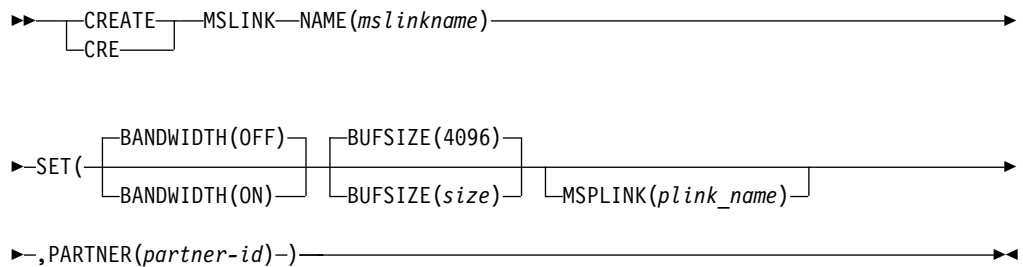 CREATE MSLINK NAME(mslinkname)
CRE
BANDWIDTH(OFF) BUFSIZE(4096)
SET(
BANDWIDTH(ON) BUFSIZE(size) MSPLINK(plink_name)
,PARTNER(partner-id) )